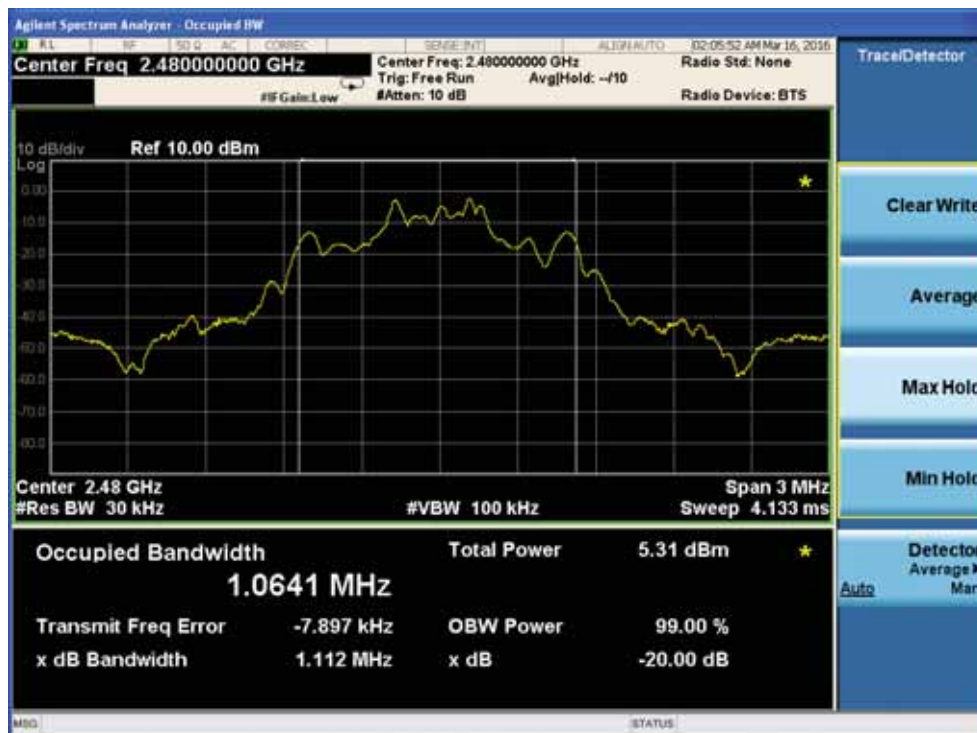 Agilent Spectrum Analyzer - Occupied BW
RL RF 50 Ω AC CORREC SENSE:INT ALIGN AUTO 02:05:52 AM Mar 16, 2016
Center Freq 2.480000000 GHz
Center Freq: 2.480000000 GHz
Radio Std: None
Trig: Free Run Avg|Hold: --/10
#IFGain:Low
#Atten: 10 dB
Radio Device: BTS
10 dB/div Ref 10.00 dBm
Log
0.00
-10.0
-20.0
-30.0
-40.0
-50.0
-60.0
-70.0
-80.0
Center 2.48 GHz
Span 3 MHz
#Res BW 30 kHz
#VBW 100 kHz
Sweep 4.133 ms
Occupied Bandwidth
1.0641 MHz
Total Power 5.31 dBm
Transmit Freq Error -7.897 kHz
OBW Power 99.00 %
x dB Bandwidth 1.112 MHz
x dB -20.00 dB
Trace/Detector
Clear Write
Average
Max Hold
Min Hold
Detector
Average
Auto Man
MSG
STATUS